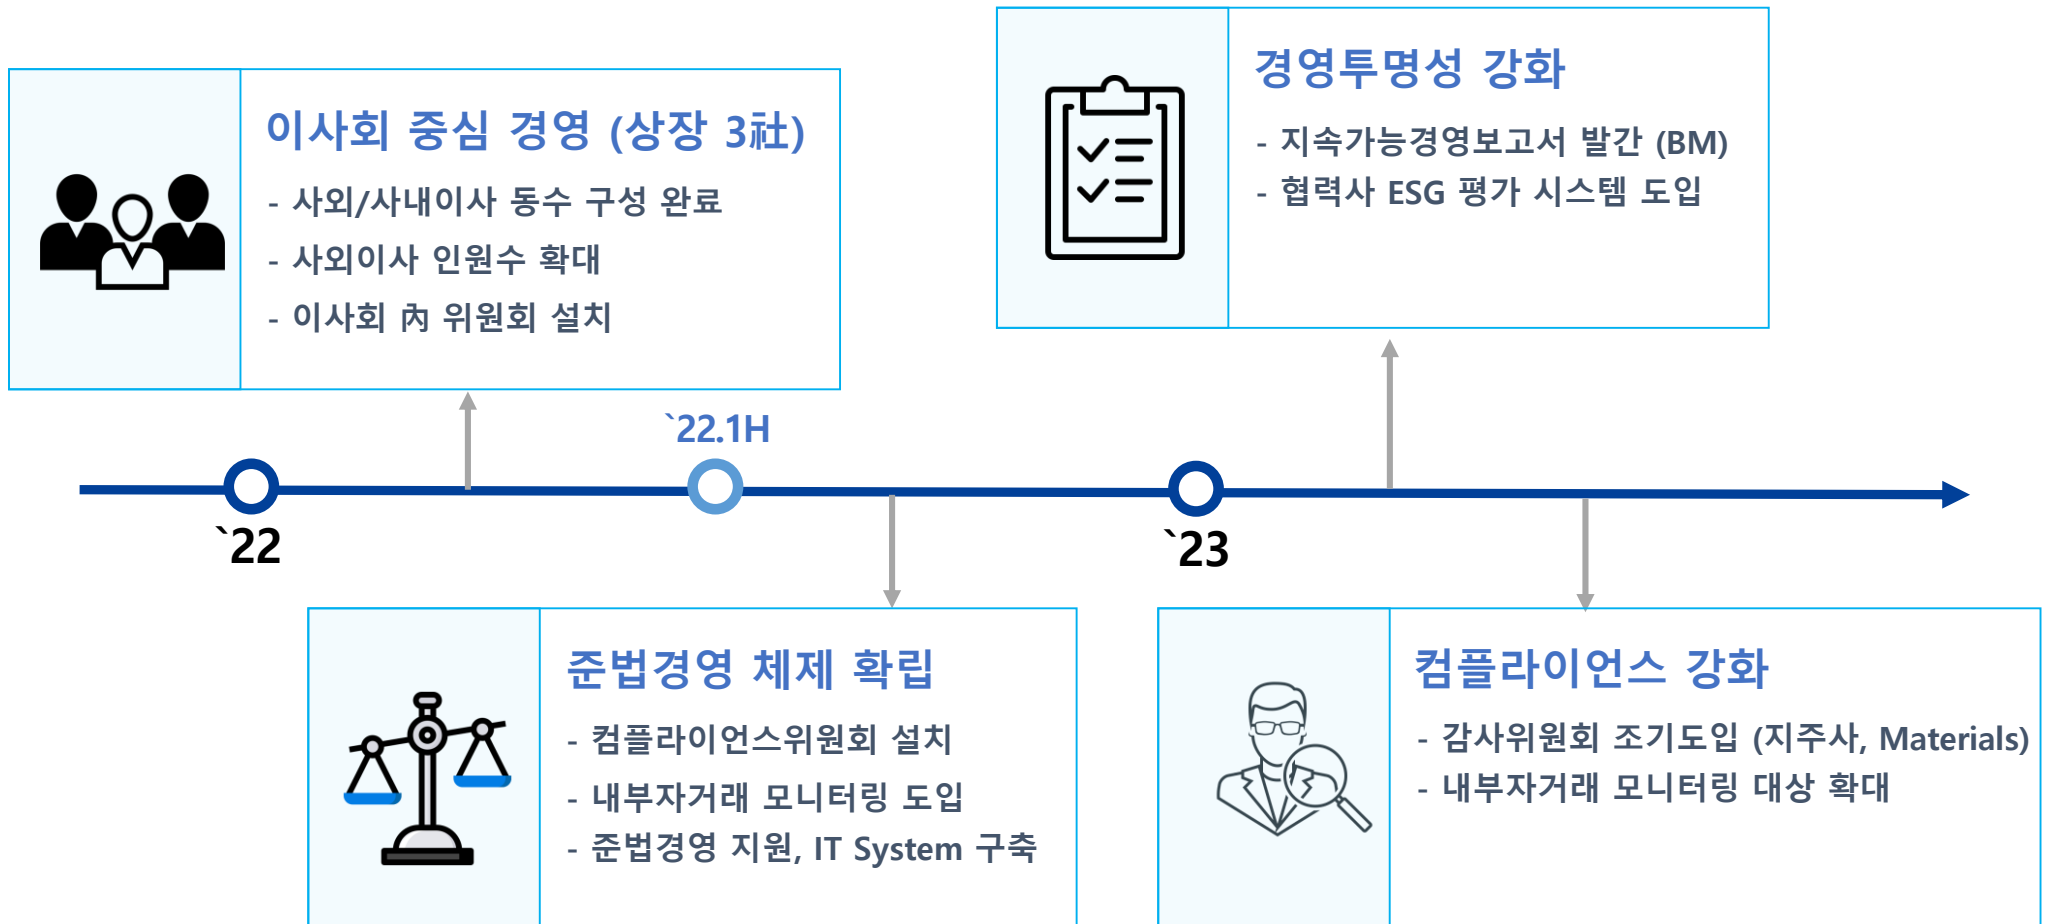 이사회 중심 경영 (상장 3社)
- 사외/사내이사 동수 구성 완료
- 사외이사 인원수 확대
- 이사회 內 위원회 설치
경영투명성 강화
- 지속가능경영보고서 발간 (BM)
- 협력사 ESG 평가 시스템 도입
`22.1H
`22
`23
준법경영 체제 확립
- 컴플라이언스위원회 설치
- 내부자거래 모니터링 도입
- 준법경영 지원, IT System 구축
컴플라이언스 강화
- 감사위원회 조기도입 (지주사, Materials)
- 내부자거래 모니터링 대상 확대